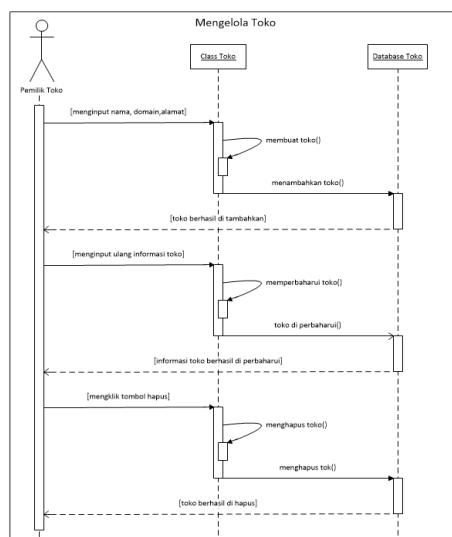 Mengelola Toko
Class Toko
Database Toko
Pemilik Toko
[menginput nama, domain,alamat]
membuat toko()
menambahkan toko()
[toko berhasil di tambahkan]
[menginput ulang informasi toko]
memperbaharui toko()
toko di perbaharui()
[informasi toko berhasil di perbaharui]
[mengklik tombol hapus]
menghapus toko()
menghapus tok()
[toko berhasil di hapus]